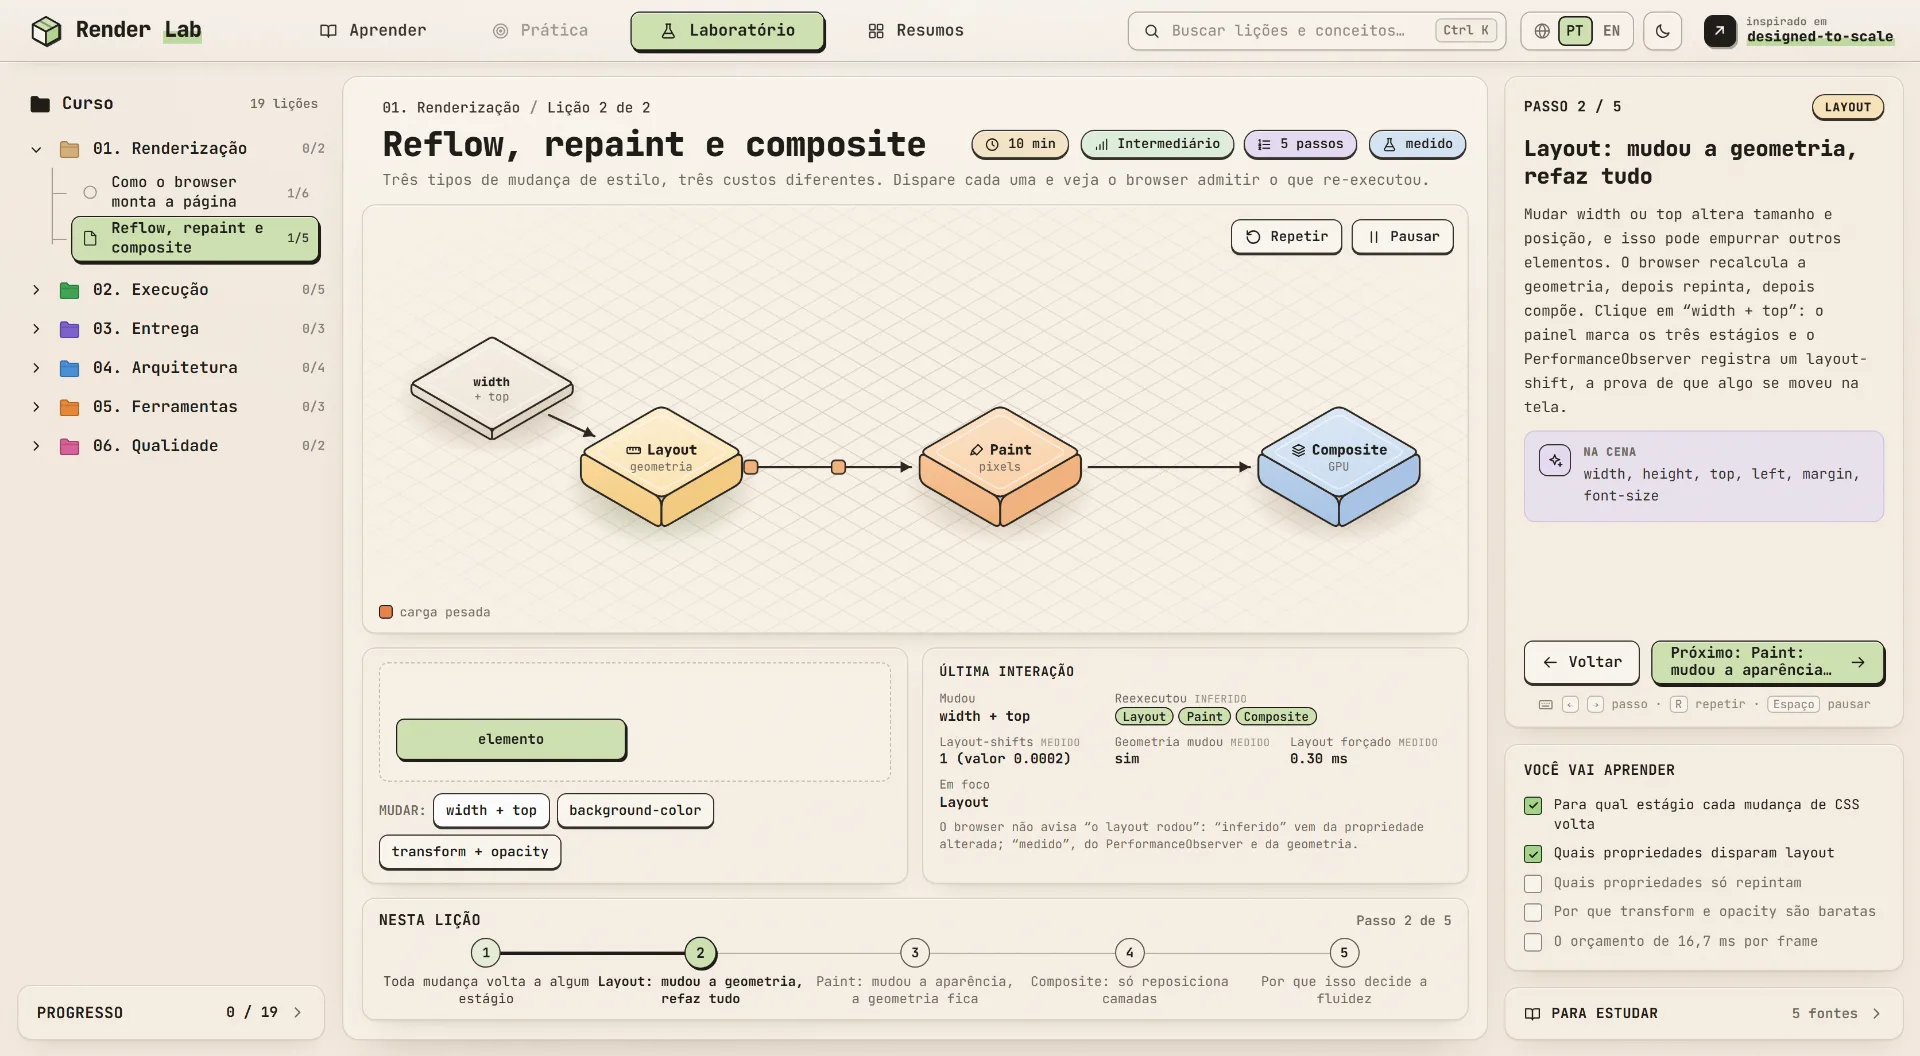 Render Lab
Aprender
Prática
Laboratório
Resumos
Buscar lições e conceitos…
Ctrl K
PT
EN
inspirado em
designed-to-scale
Curso
19 lições
01. Renderização
0/2
Como o browser
monta a página
1/6
Reflow, repaint e
composite
1/5
02. Execução
0/5
03. Entrega
0/3
04. Arquitetura
0/4
05. Ferramentas
0/3
06. Qualidade
0/2
PROGRESSO
0 / 19
01. Renderização / Lição 2 de 2
Reflow, repaint e composite
10 min
Intermediário
5 passos
medido
Três tipos de mudança de estilo, três custos diferentes. Dispare cada uma e veja o browser admitir o que re-executou.
Repetir
Pausar
width
+ top
Layout
geometria
Paint
pixels
Composite
GPU
carga pesada
elemento
MUDAR:
width + top
background-color
transform + opacity
ÚLTIMA INTERAÇÃO
Mudou
width + top
Reexecutou INFERIDO
Layout
Paint
Composite
Layout-shifts MEDIDO
1 (valor 0.0002)
Geometria mudou MEDIDO
sim
Layout forçado MEDIDO
0.30 ms
Em foco
Layout
O browser não avisa “o layout rodou”: “inferido” vem da propriedade
alterada; “medido”, do PerformanceObserver e da geometria.
NESTA LIÇÃO
Passo 2 de 5
1
Toda mudança volta a algum
estágio
2
Layout: mudou a geometria,
refaz tudo
3
Paint: mudou a aparência,
a geometria fica
4
Composite: só reposiciona
camadas
5
Por que isso decide a
fluidez
PASSO 2 / 5
LAYOUT
Layout: mudou a geometria,
refaz tudo
Mudar width ou top altera tamanho e
posição, e isso pode empurrar outros
elementos. O browser recalcula a
geometria, depois repinta, depois
compõe. Clique em “width + top”: o
painel marca os três estágios e o
PerformanceObserver registra um layout-
shift, a prova de que algo se moveu na
tela.
NA CENA
width, height, top, left, margin,
font-size
← Voltar
Próximo: Paint:
mudou a aparência… →
← → passo · R repetir · Espaço pausar
VOCÊ VAI APRENDER
Para qual estágio cada mudança de CSS
volta
Quais propriedades disparam layout
Quais propriedades só repintam
Por que transform e opacity são baratas
O orçamento de 16,7 ms por frame
PARA ESTUDAR
5 fontes